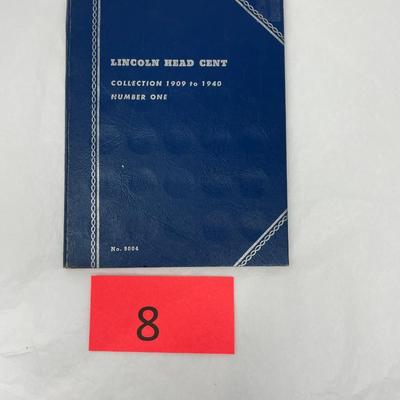 LINCOLN HEAD CENT
COLLECTION 1909 to 1940
NUMBER ONE
No. 9004
8